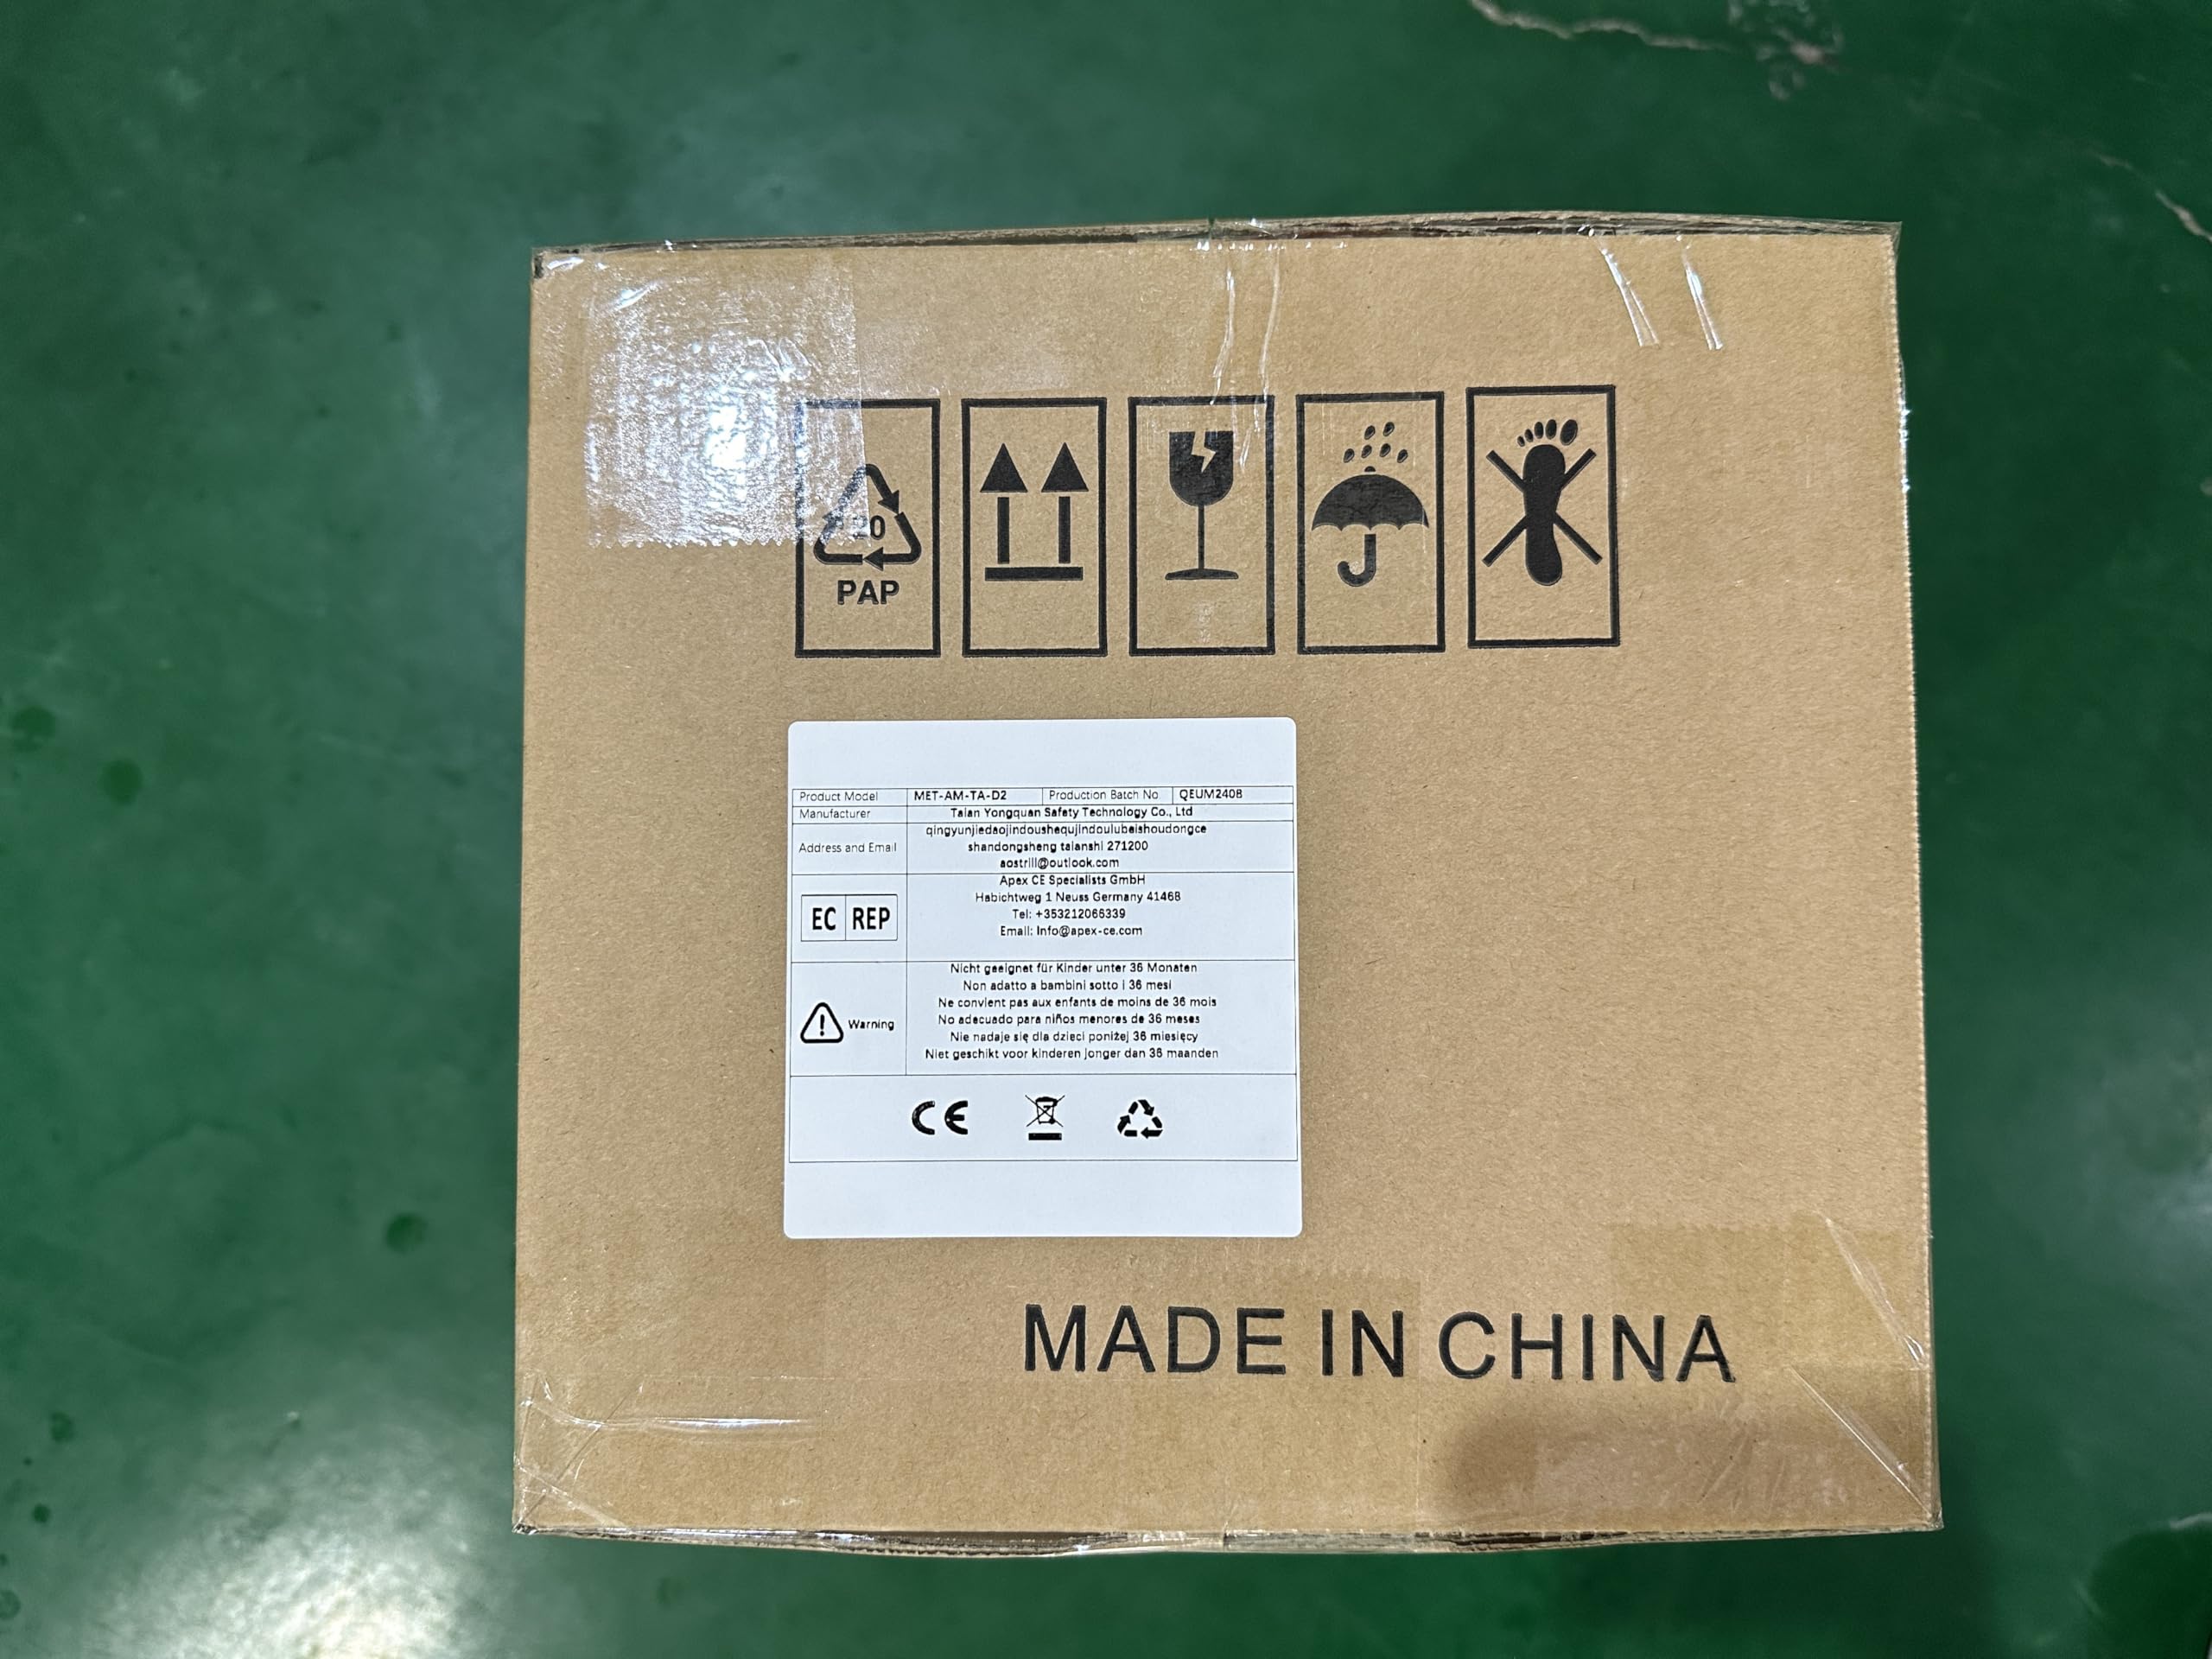 20
PAP
Product Model MET-AM-TA-D2 Production Batch No QEUM2408
Manufacturer Taian Yongquan Safety Technology Co., Ltd
Address and Email
qingyunjiedaojindoushequjindoulubeishoudongce
shandongsheng taianshi 271200
aostrill@outlook.com
EC REP
Apex CE Specialists GmbH
Habichtweg 1 Neuss Germany 41468
Tel: +353212066339
Email: Info@apex-ce.com
Warning
Nicht geeignet für Kinder unter 36 Monaten
Non adatto a bambini sotto i 36 mesi
Ne convient pas aux enfants de moins de 36 mois
No adecuado para niños menores de 36 meses
Nie nadaje się dla dzieci poniżej 36 miesięcy
Niet geschikt voor kinderen jonger dan 36 maanden
CE
MADE IN CHINA